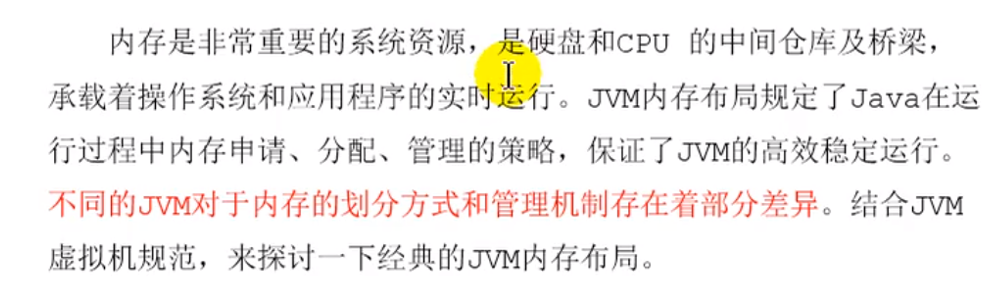 内存是非常重要的系统资源，是硬盘和CPU 的中间仓库及桥梁，
承载着操作系统和应用程序的实时运行。JVM内存布局规定了Java在运
行过程中内存申请、分配、管理的策略，保证了JVM的高效稳定运行。
不同的JVM对于内存的划分方式和管理机制存在着部分差异。结合JVM
虚拟机规范，来探讨一下经典的JVM内存布局。